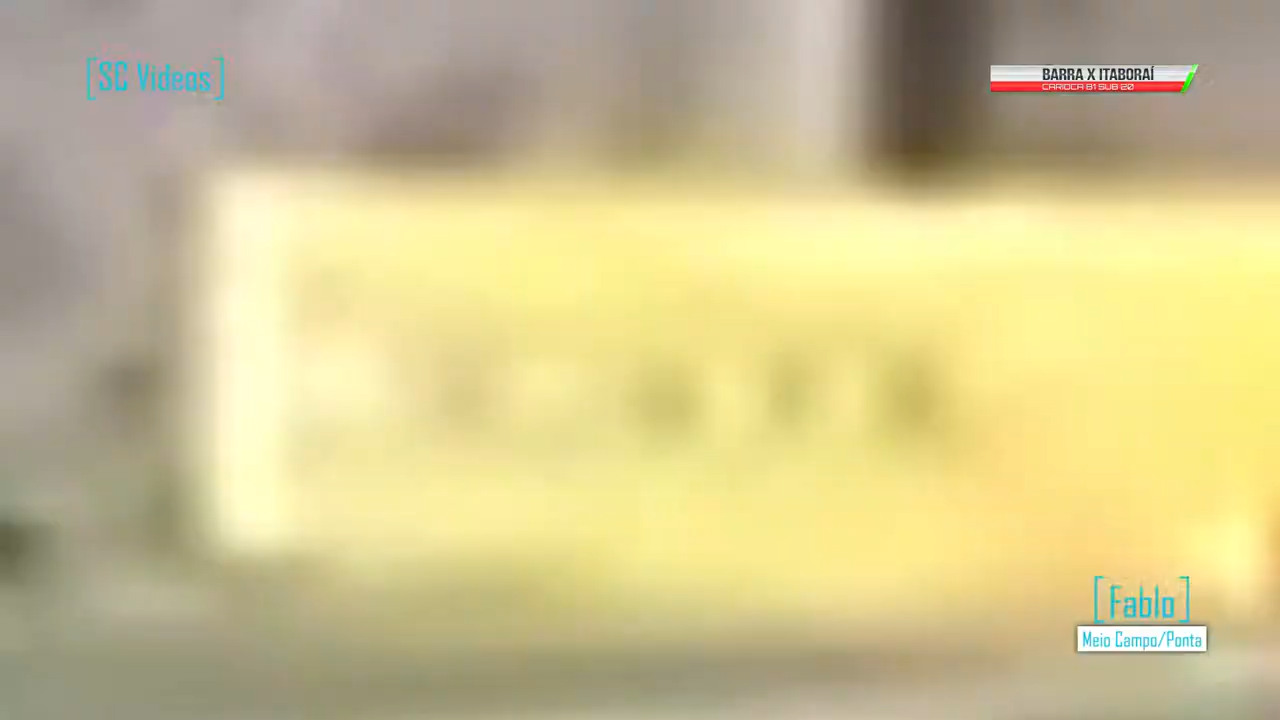 [SC Videos]
BARRA X ITABORAÍ
CARIOCA B1 SUB 20
[Fablo]
Meio Campo/Ponta